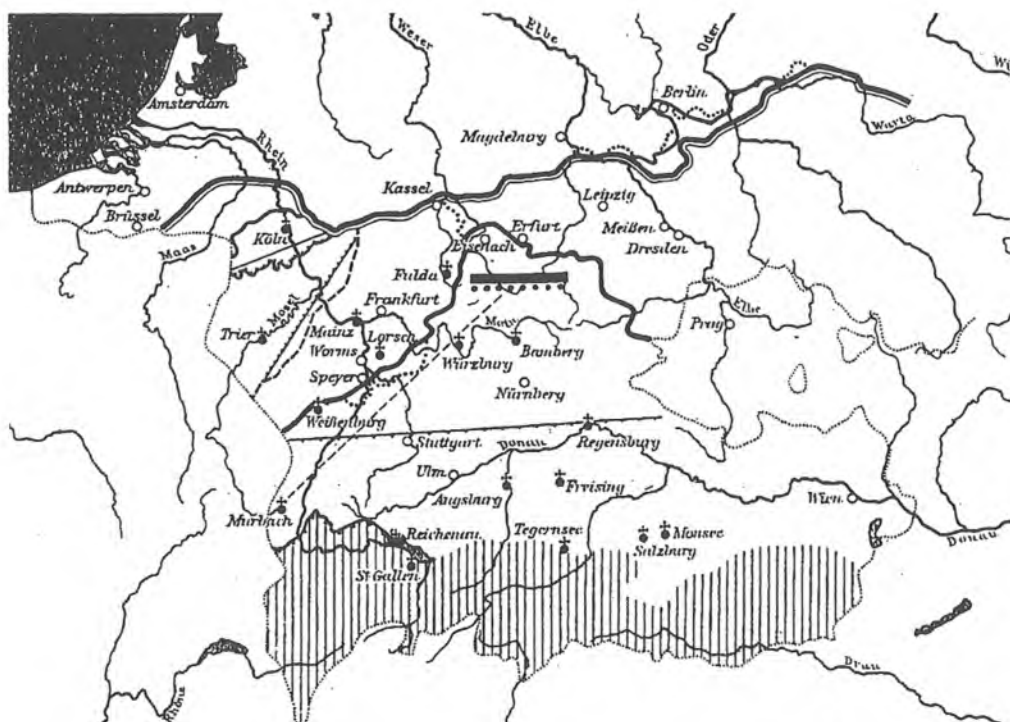 Weser
Elbe
Oder
Amsterdam
Berlin.
Warta
Rhein
Magdeburg
Antwerpen
Kassel
Leipzig
Brüssel
Köln
Eisenach
Erfurt
Meißen
Dresden
Maas
Fulda
Mosel
Frankfurt
Elbe
Trier
Mainz
Lorsch
Main
Prag
Worms
Würzburg
Bamberg
Speyer
Nürnberg
Weißenburg
Stuttgart
Donau
Regensburg
Ulm
Augsburg
Freising
Wien
Murbach
Reichenau
Tegernsee
Monsee
Salzburg
Donau
St Gallen
Rhône
Drau